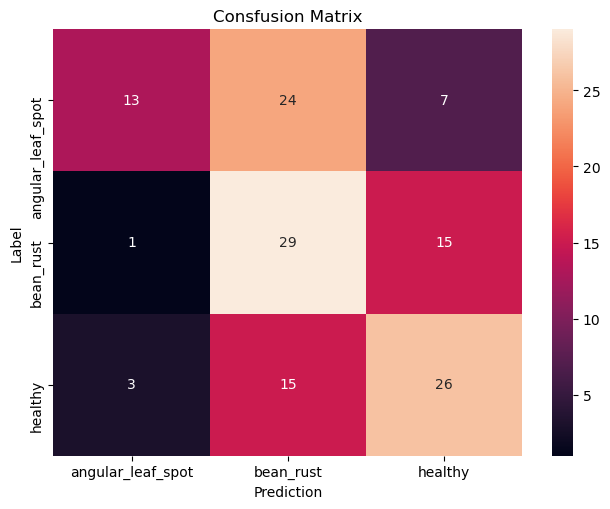 Consfusion Matrix
Label
angular_leaf_spot
13 24 7
bean_rust
1 29 15
healthy
3 15 26
angular_leaf_spot bean_rust healthy
Prediction
25
20
15
10
5